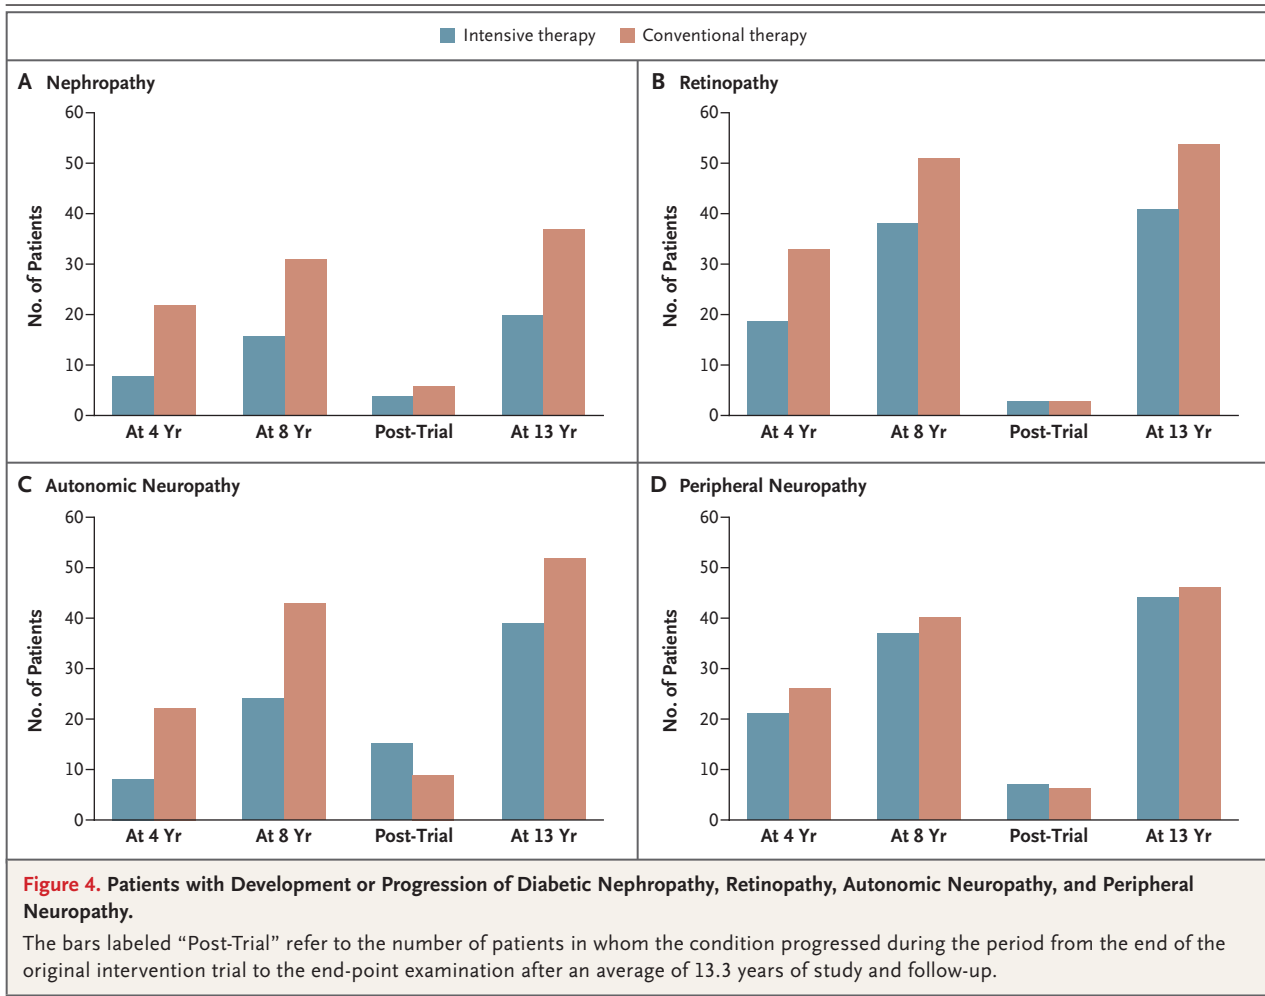 Intensive therapy Conventional therapy
A Nephropathy
No. of Patients
60
50
40
30
20
10
0
At 4 Yr At 8 Yr Post-Trial At 13 Yr
B Retinopathy
No. of Patients
60
50
40
30
20
10
0
At 4 Yr At 8 Yr Post-Trial At 13 Yr
C Autonomic Neuropathy
No. of Patients
60
50
40
30
20
10
0
At 4 Yr At 8 Yr Post-Trial At 13 Yr
D Peripheral Neuropathy
No. of Patients
60
50
40
30
20
10
0
At 4 Yr At 8 Yr Post-Trial At 13 Yr
Figure 4. Patients with Development or Progression of Diabetic Nephropathy, Retinopathy, Autonomic Neuropathy, and Peripheral
Neuropathy.
The bars labeled “Post-Trial” refer to the number of patients in whom the condition progressed during the period from the end of the
original intervention trial to the end-point examination after an average of 13.3 years of study and follow-up.